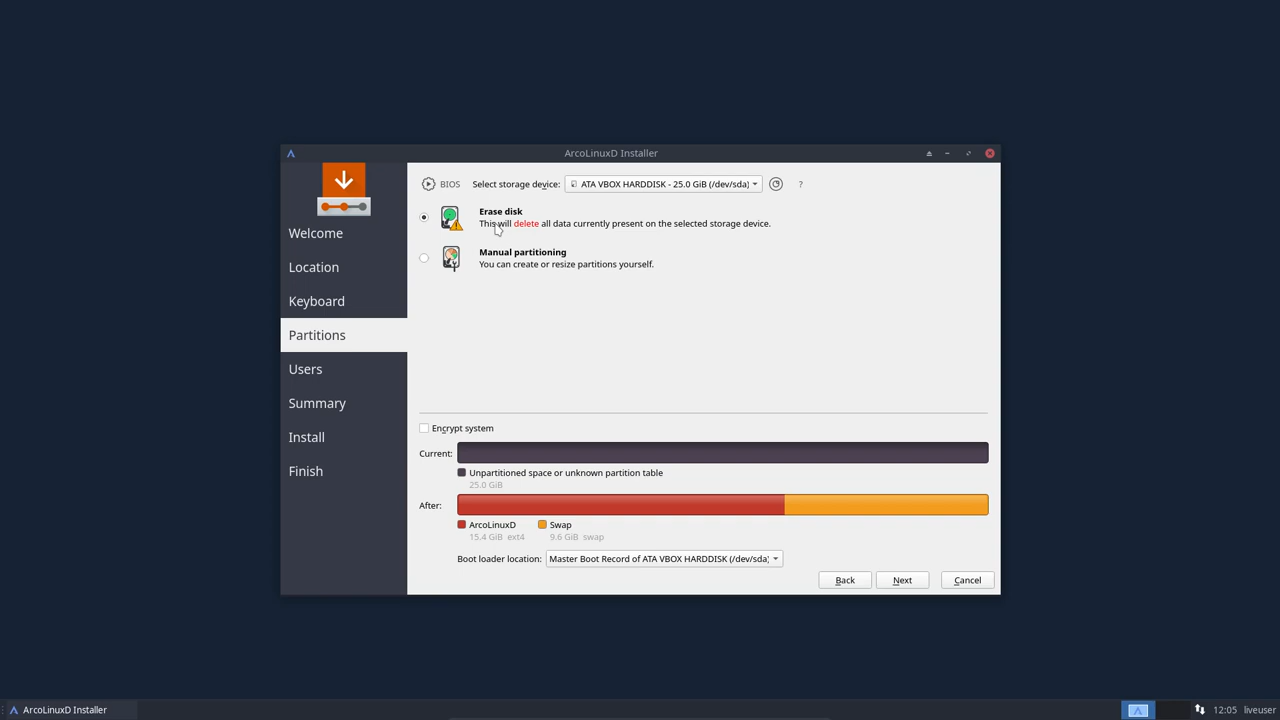 ArcoLinuxD Installer
BIOS Select storage device: ATA VBOX HARDDISK - 25.0 GiB (/dev/sda) ?
Erase disk
This will delete all data currently present on the selected storage device.
Manual partitioning
You can create or resize partitions yourself.
Welcome
Location
Keyboard
Partitions
Users
Summary
Install
Finish
Encrypt system
Current:
Unpartitioned space or unknown partition table
25.0 GiB
After:
ArcoLinuxD Swap
15.4 GiB ext4 9.6 GiB swap
Boot loader location: Master Boot Record of ATA VBOX HARDDISK (/dev/sda)
Back Next Cancel
ArcoLinuxD Installer 12:05 liveuser